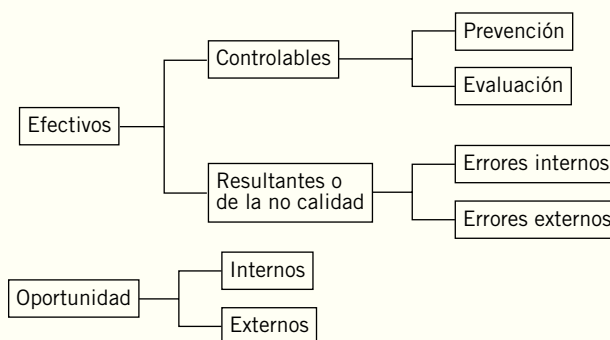 Prevención
Controlables
Evaluación
Efectivos
Resultantes o
de la no calidad
Errores internos
Errores externos
Internos
Oportunidad
Externos